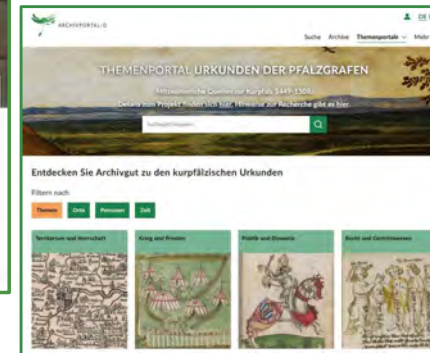 ARCHIVPORTAL-D
DE
Suche Archive Themenportale Mehr
THEMENPORTAL URKUNDEN DER PFALZGRAFEN
Mittelalterliche Quellen zur Kurpfalz 1449-1508.
Details zum Projekt finden sich hier. Hinweise zur Recherche gibt es hier.
Entdecken Sie Archivgut zu den kurpfälzischen Urkunden
Filtern nach
Themen Orte Personen Zeit
Territorium und Herrschaft Krieg und Frieden Politik und Dynastie Recht und Gerichtswesen